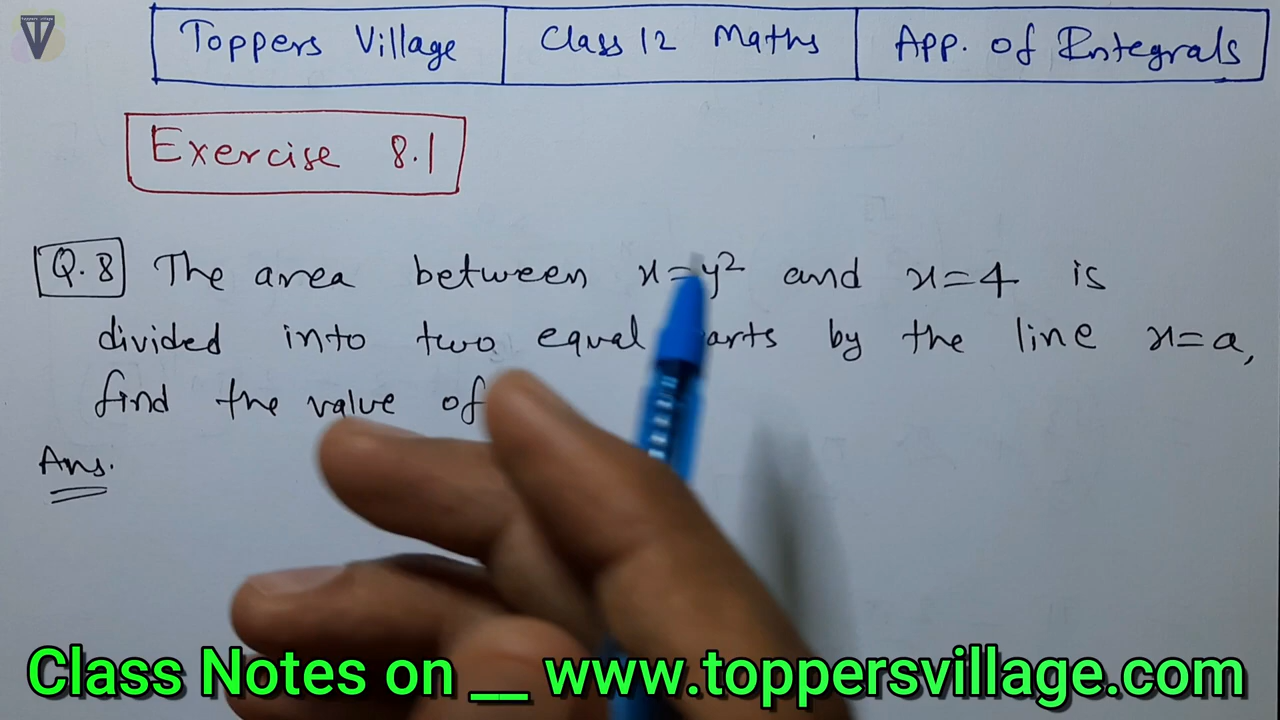 Toppers_village
Toppers Village Class 12 Maths App. of Integrals
Exercise 8.1
Q.8 The area between x=y² and x=4 is
divided into two equal arts by the line x=a,
find the value of
Ans.
Class Notes on __ www.toppersvillage.com